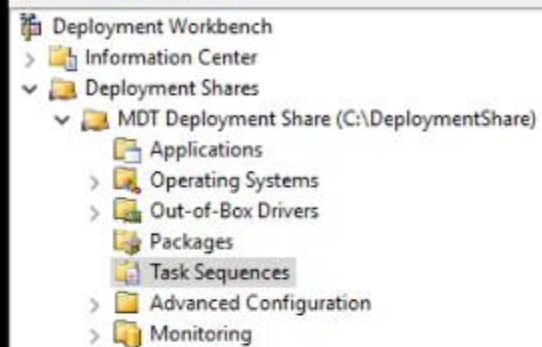 Deployment Workbench
Information Center
Deployment Shares
MDT Deployment Share (C:\DeploymentShare)
Applications
Operating Systems
Out-of-Box Drivers
Packages
Task Sequences
Advanced Configuration
Monitoring